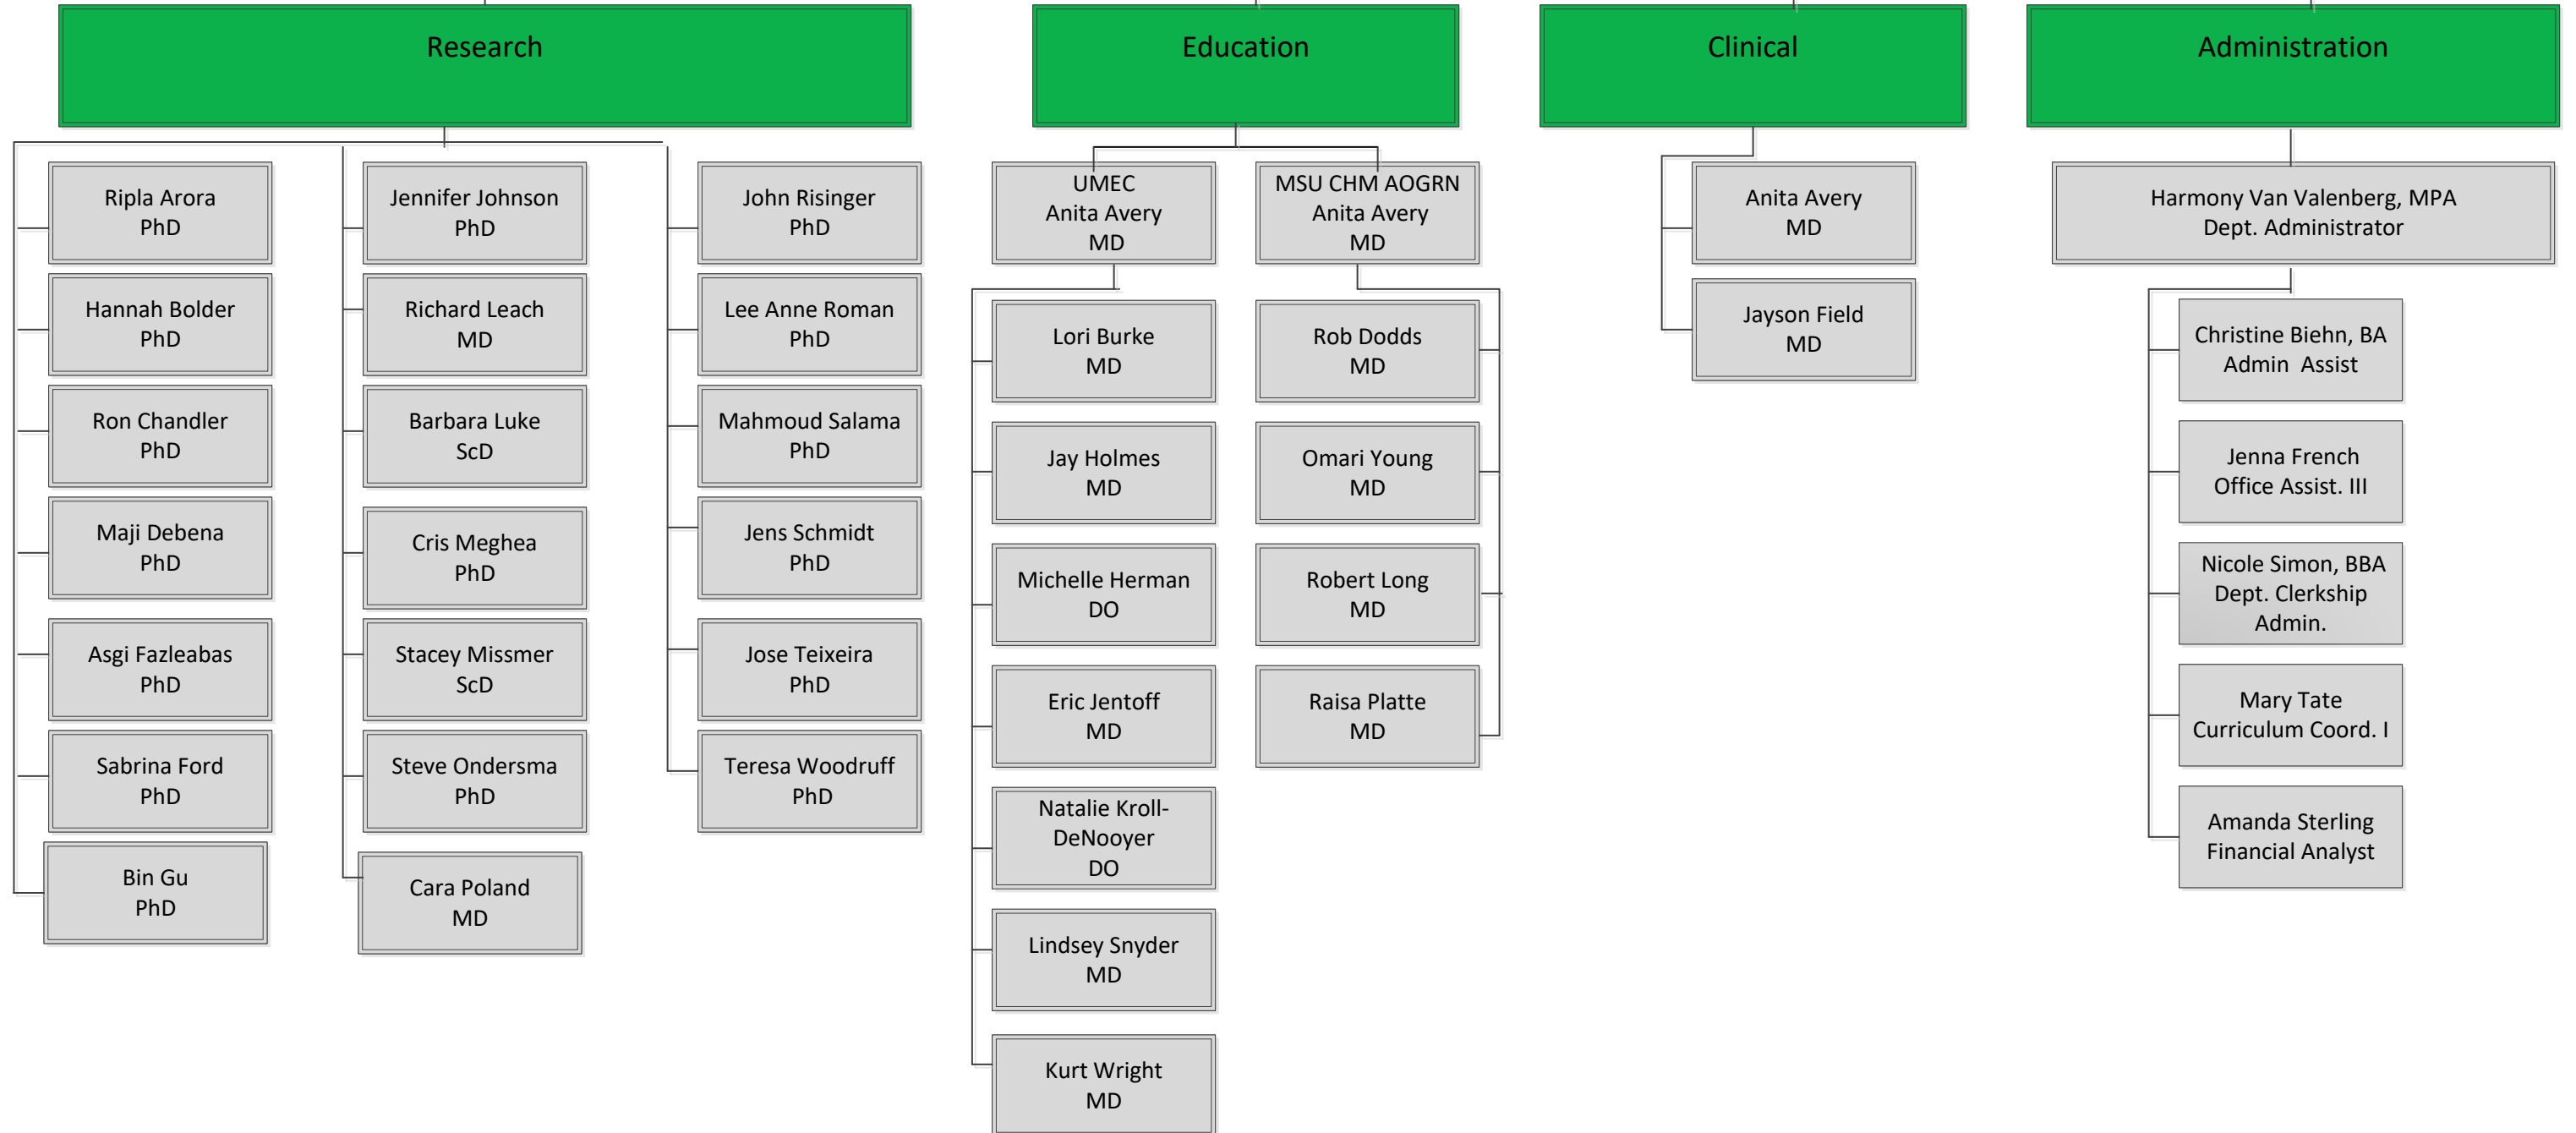 Research
Ripla Arora
PhD
Hannah Bolder
PhD
Ron Chandler
PhD
Maji Debena
PhD
Asgi Fazleabas
PhD
Sabrina Ford
PhD
Bin Gu
PhD
Jennifer Johnson
PhD
Richard Leach
MD
Barbara Luke
ScD
Cris Meghea
PhD
Stacey Missmer
ScD
Steve Ondersma
PhD
Cara Poland
MD
John Risinger
PhD
Lee Anne Roman
PhD
Mahmoud Salama
PhD
Jens Schmidt
PhD
Jose Teixeira
PhD
Teresa Woodruff
PhD
Education
UMEC
Anita Avery
MD
Lori Burke
MD
Jay Holmes
MD
Michelle Herman
DO
Eric Jentoff
MD
Natalie Kroll-
DeNooyer
DO
Lindsey Snyder
MD
Kurt Wright
MD
MSU CHM AOGRN
Anita Avery
MD
Rob Dodds
MD
Omari Young
MD
Robert Long
MD
Raisa Platte
MD
Clinical
Anita Avery
MD
Jayson Field
MD
Administration
Harmony Van Valenberg, MPA
Dept. Administrator
Christine Biehn, BA
Admin  Assist
Jenna French
Office Assist. III
Nicole Simon, BBA
Dept. Clerkship
Admin.
Mary Tate
Curriculum Coord. I
Amanda Sterling
Financial Analyst